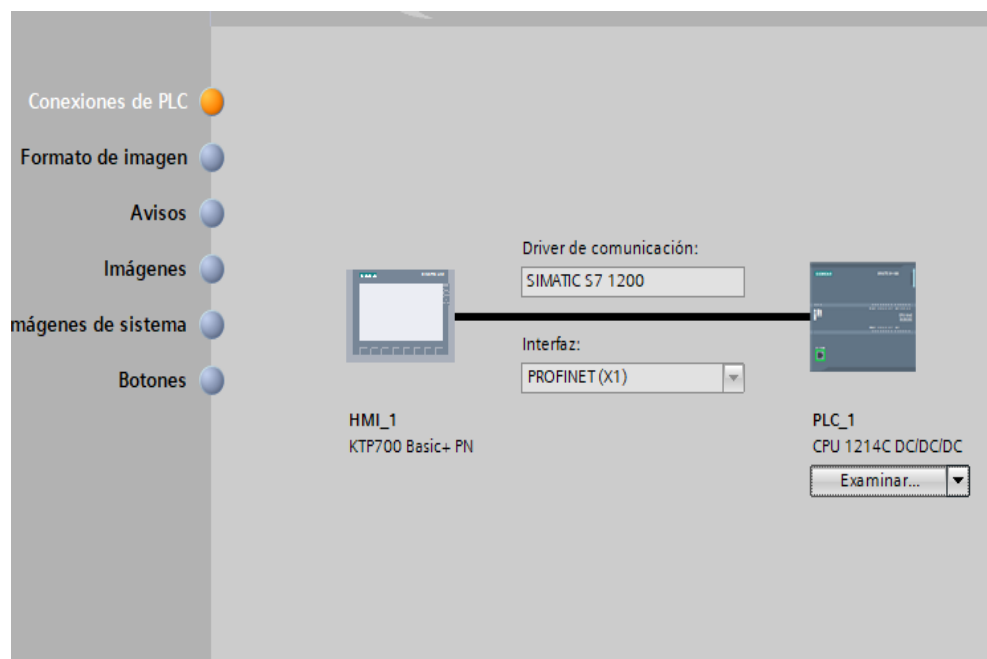 Conexiones de PLC
Formato de imagen
Avisos
Imágenes
mágenes de sistema
Botones
Driver de comunicación:
SIMATIC S7 1200
Interfaz:
PROFINET (X1)
HMI_1
KTP700 Basic+ PN
PLC_1
CPU 1214C DC/DC/DC
Examinar...